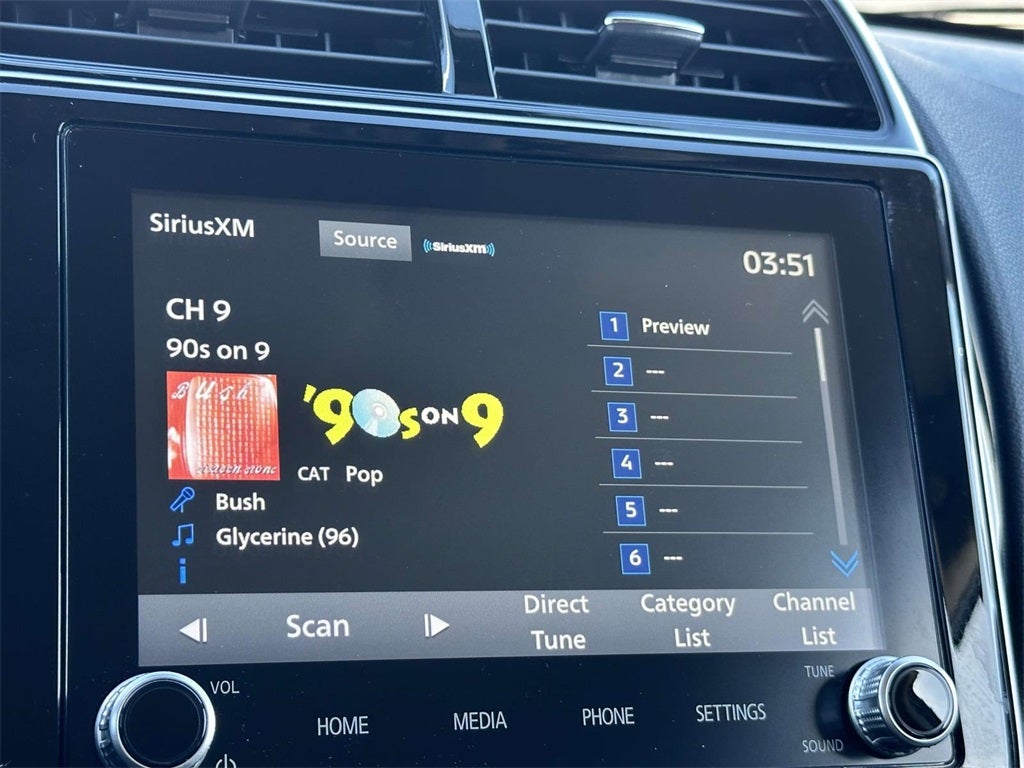 SiriusXM
Source
SiriusXM
03:51
CH 9
90s on 9
Bush
'90s ON 9
CAT Pop
Bush
Glycerine (96)
1 Preview
2 ---
3 ---
4 ---
5 ---
6 ---
Scan
Direct
Tune
Category
List
Channel
List
VOL
HOME
MEDIA
PHONE
SETTINGS
TUNE
SOUND